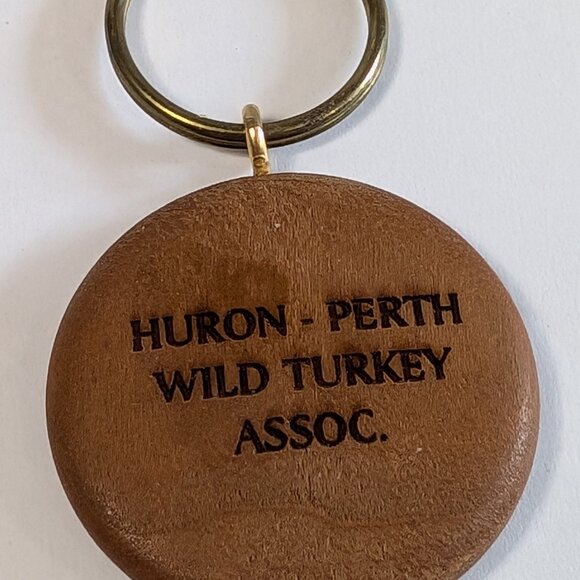 HURON - PERTH
WILD TURKEY
ASSOC.